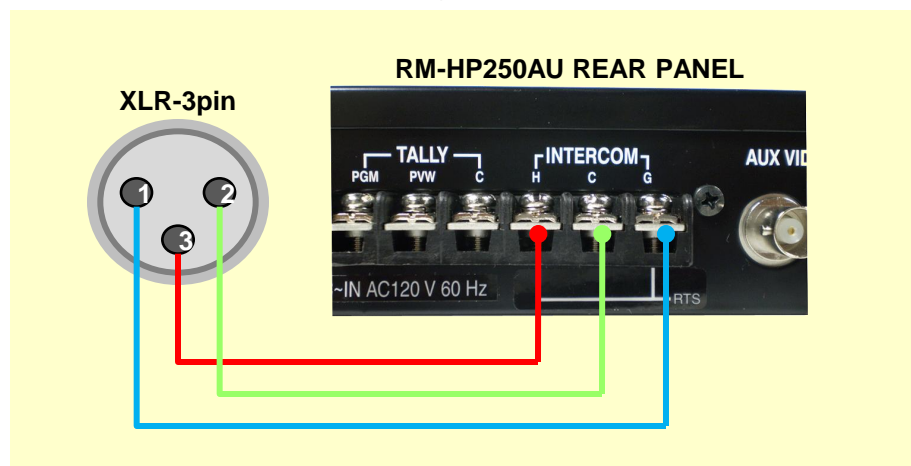 RM-HP250AU REAR PANEL
XLR-3pin
1
2
3
TALLY
PGM PVW C
INTERCOM
H C G
AUX VID
~IN AC120 V 60 Hz
RTS